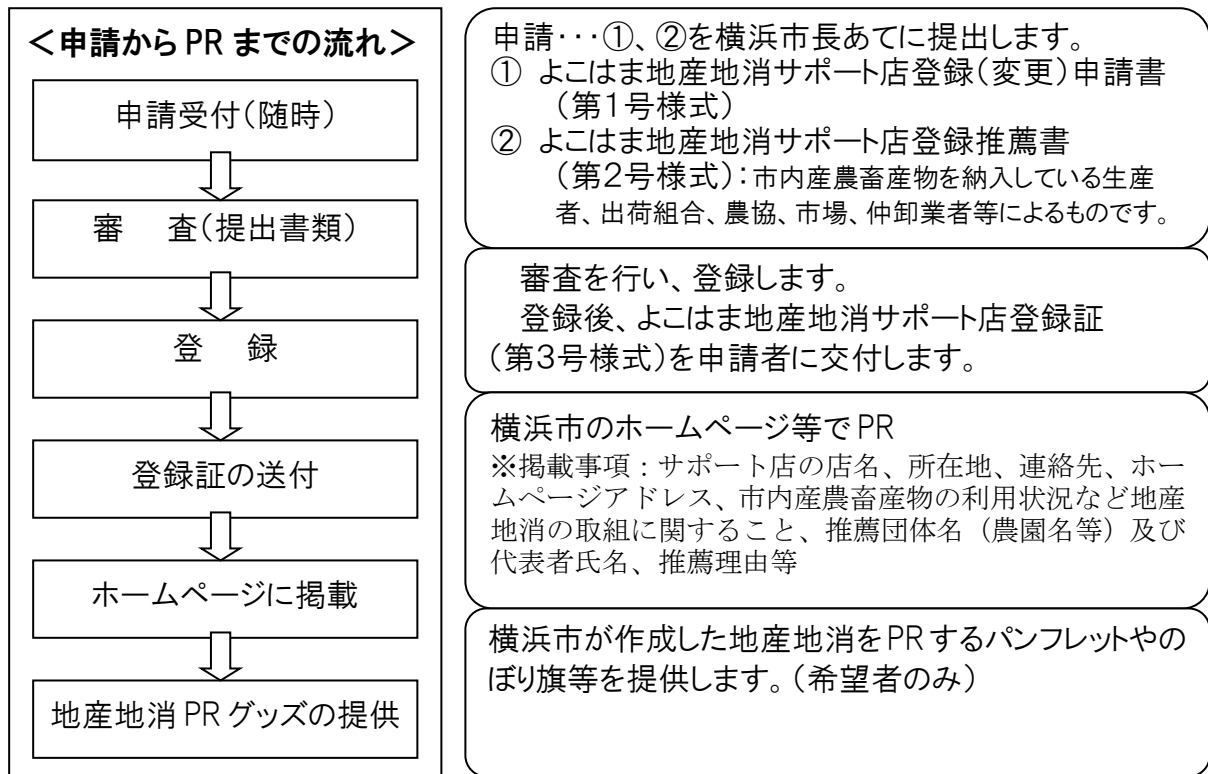 ＜申請からPRまでの流れ＞
申請受付（随時）
審　査（提出書類）
登　録
登録証の送付
ホームページに掲載
地産地消PRグッズの提供
申請・・・①、②を横浜市長あてに提出します。
① よこはま地産地消サポート店登録（変更）申請書
（第１号様式）
② よこはま地産地消サポート店登録推薦書
（第２号様式）：市内産農畜産物を納入している生産
者、出荷組合、農協、市場、仲卸業者等によるものです。
審査を行い、登録します。
登録後、よこはま地産地消サポート店登録証
（第３号様式）を申請者に交付します。
横浜市のホームページ等でPR
※掲載事項：サポート店の店名、所在地、連絡先、ホー
ムページアドレス、市内産農畜産物の利用状況など地産
地消の取組に関すること、推薦団体名（農園名等）及び
代表者氏名、推薦理由等
横浜市が作成した地産地消をPRするパンフレットやの
ぼり旗等を提供します。（希望者のみ）